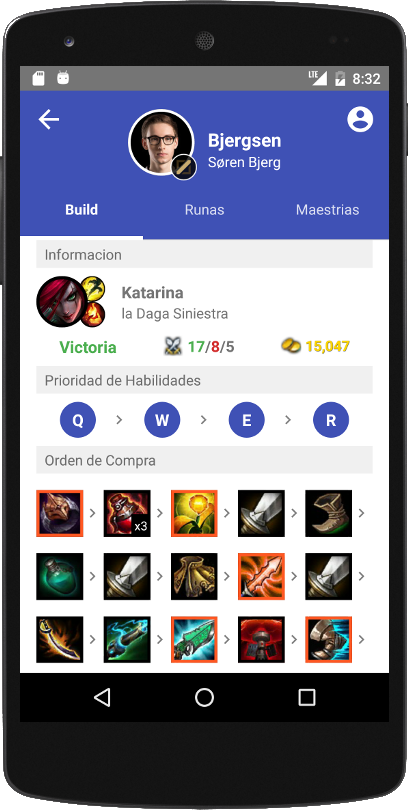 LTE 8:32
Bjergsen
Søren Bjerg
Build Runas Maestrias
Informacion
Katarina
la Daga Siniestra
Victoria 17/8/5 15,047
Prioridad de Habilidades
Q W E R
Orden de Compra
x3